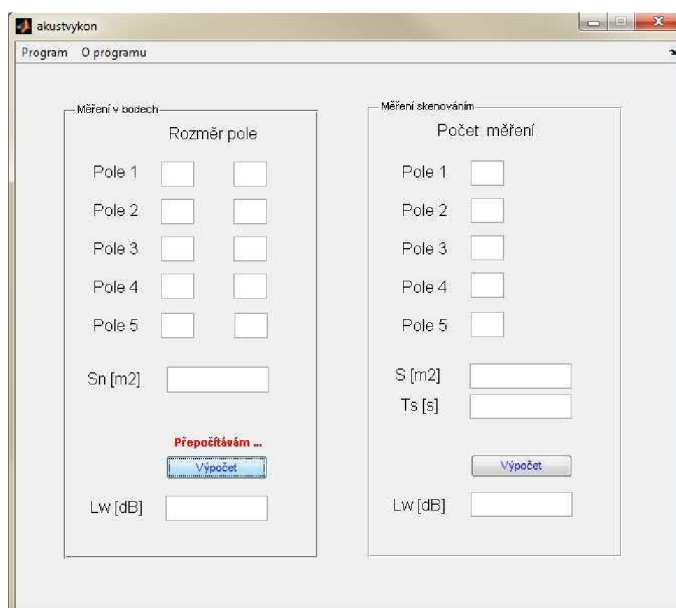 akustvykon
Program O programu
Měření v bodech
Rozměr pole
Pole 1
Pole 2
Pole 3
Pole 4
Pole 5
Sn [m2]
Přepočítávám ...
Výpočet
Lw [dB]
Měření skenováním
Počet měření
Pole 1
Pole 2
Pole 3
Pole 4
Pole 5
S [m2]
Ts [s]
Výpočet
Lw [dB]